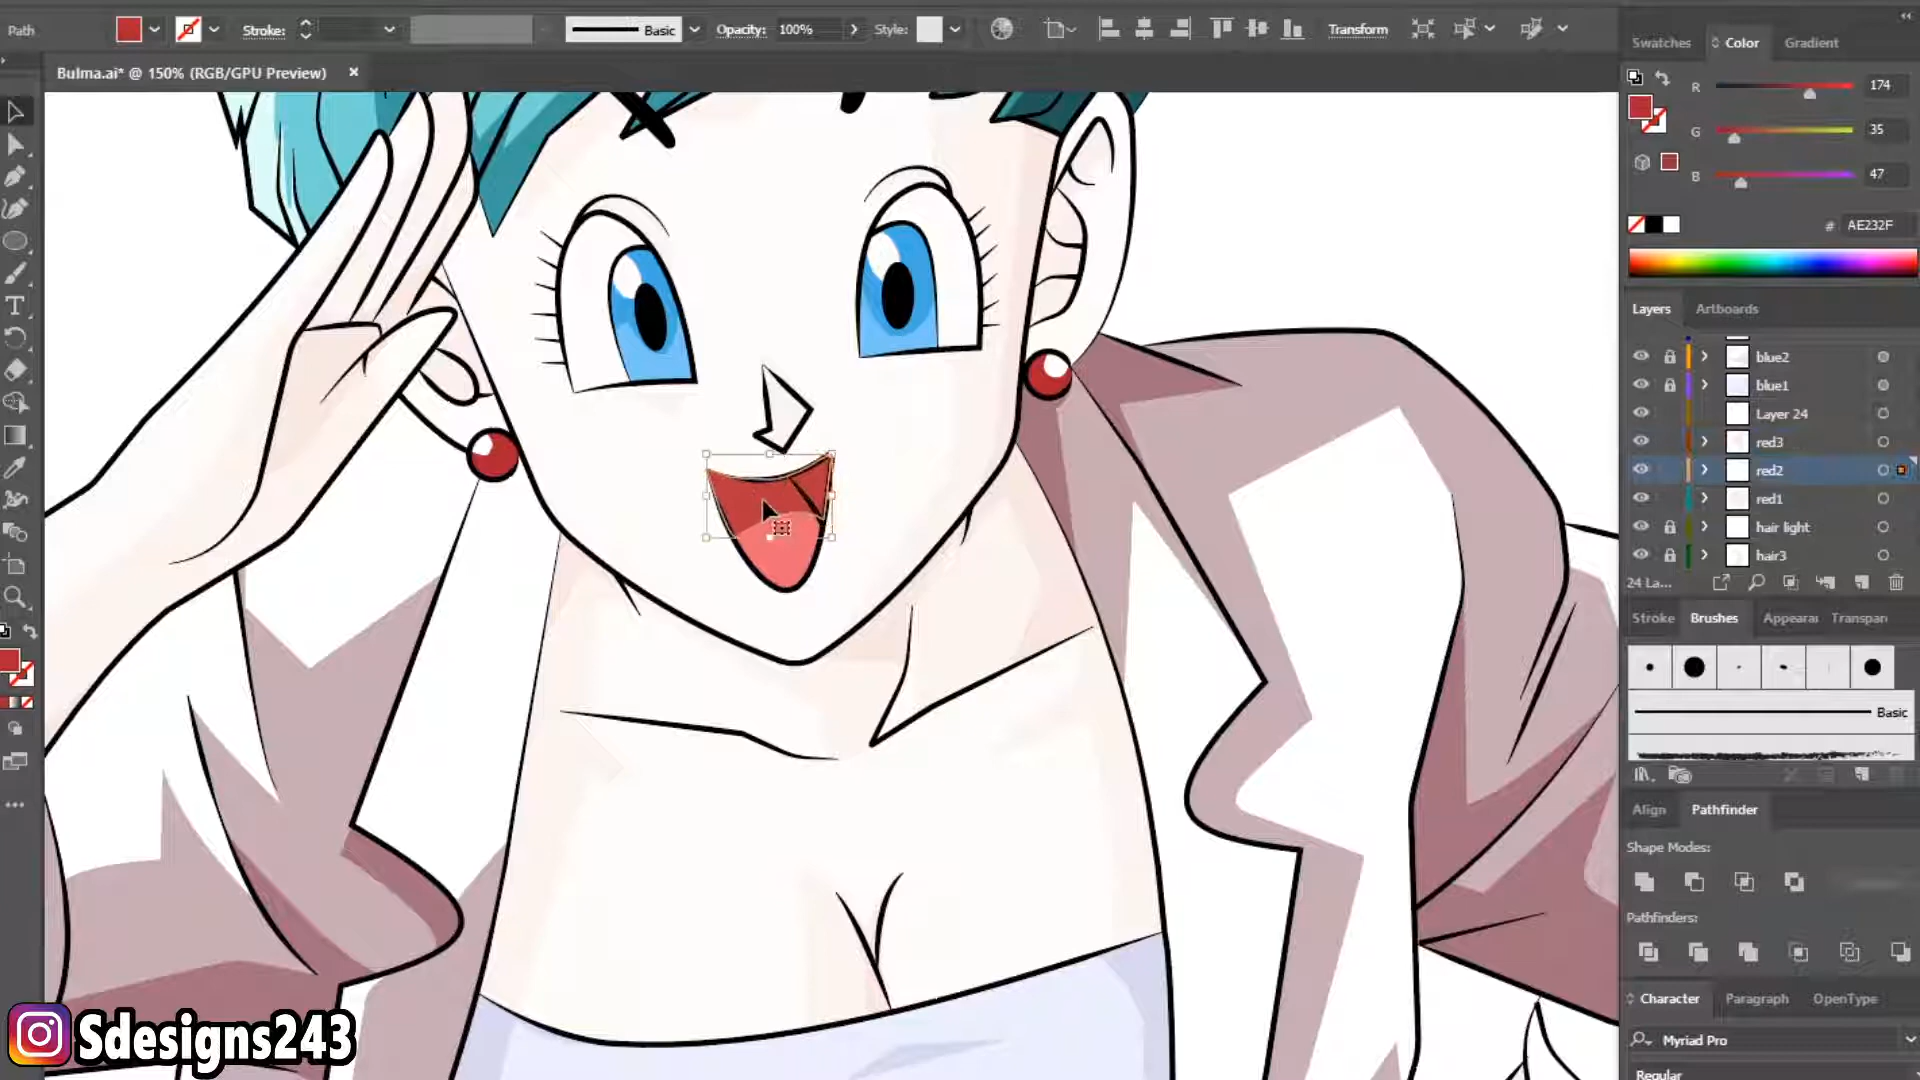 Path
Stroke:
Basic
Opacity: 100%
Style:
Transform
Bulma.ai* @ 150% (RGB/GPU Preview)
Swatches
Color
Gradient
R 174
G 35
B 47
# AE232F
Layers
Artboards
blue2
blue1
Layer 24
red3
red2
red1
hair light
hair3
24 La...
Stroke
Brushes
Appearai
Transpari
Basic
Align
Pathfinder
Shape Modes:
Pathfinders:
Character
Paragraph
OpenType
Myriad Pro
Regular
Sdesigns243